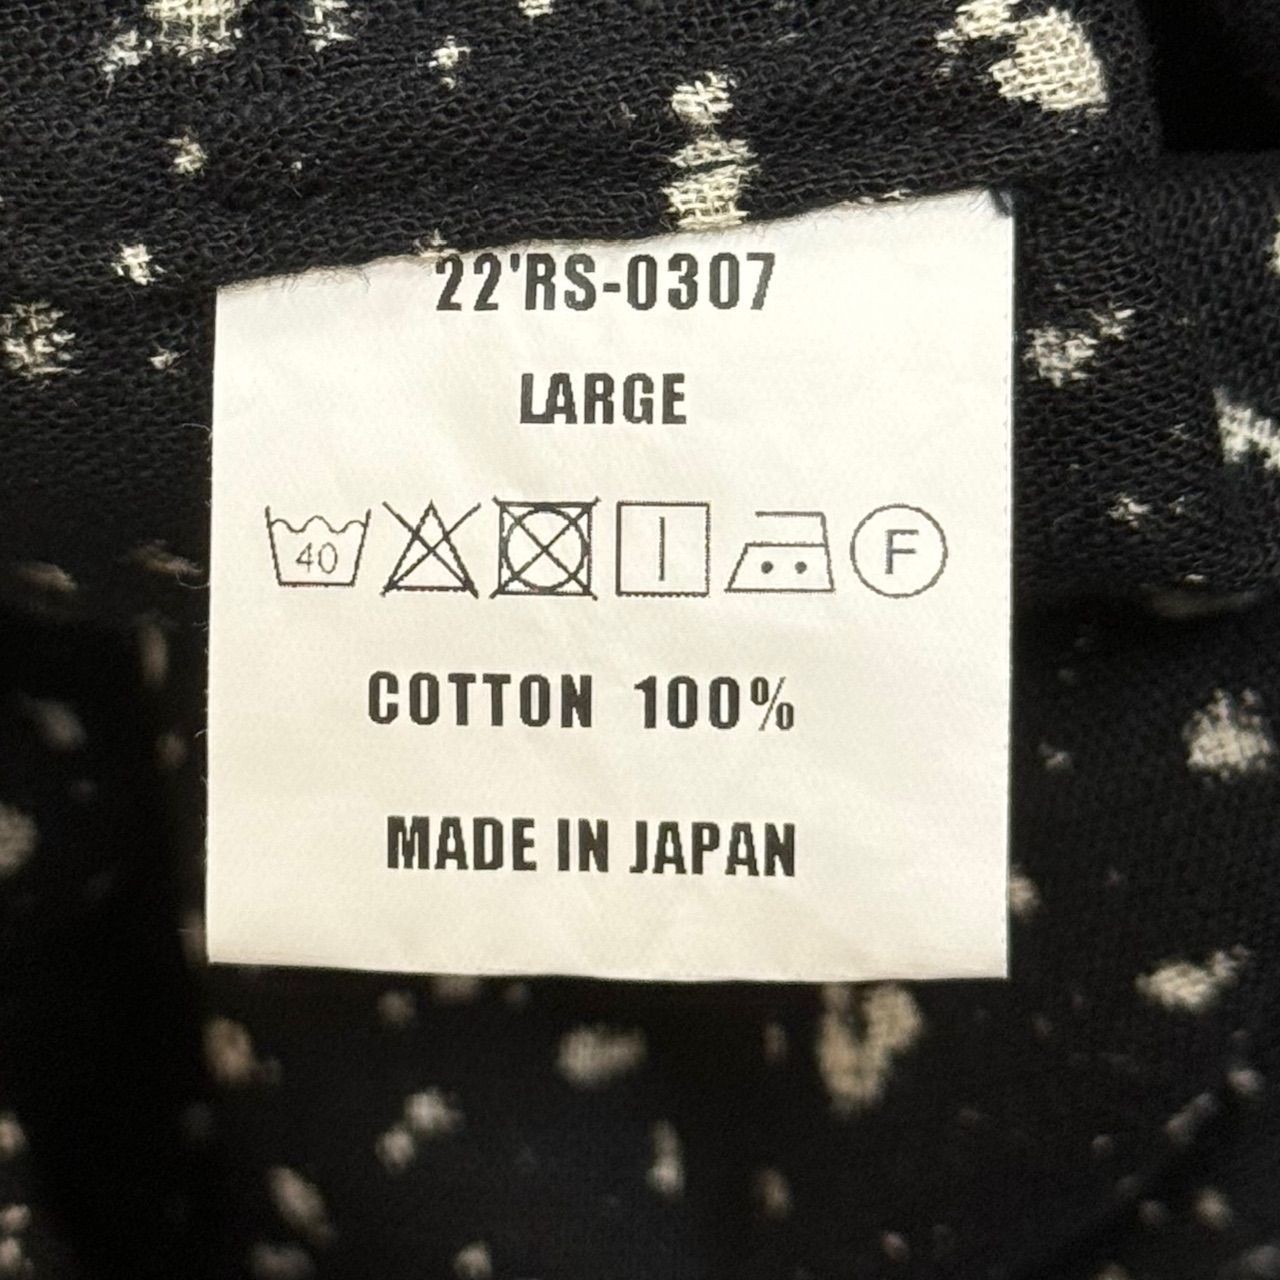 22'RS-0307
LARGE
40 F
COTTON 100%
MADE IN JAPAN